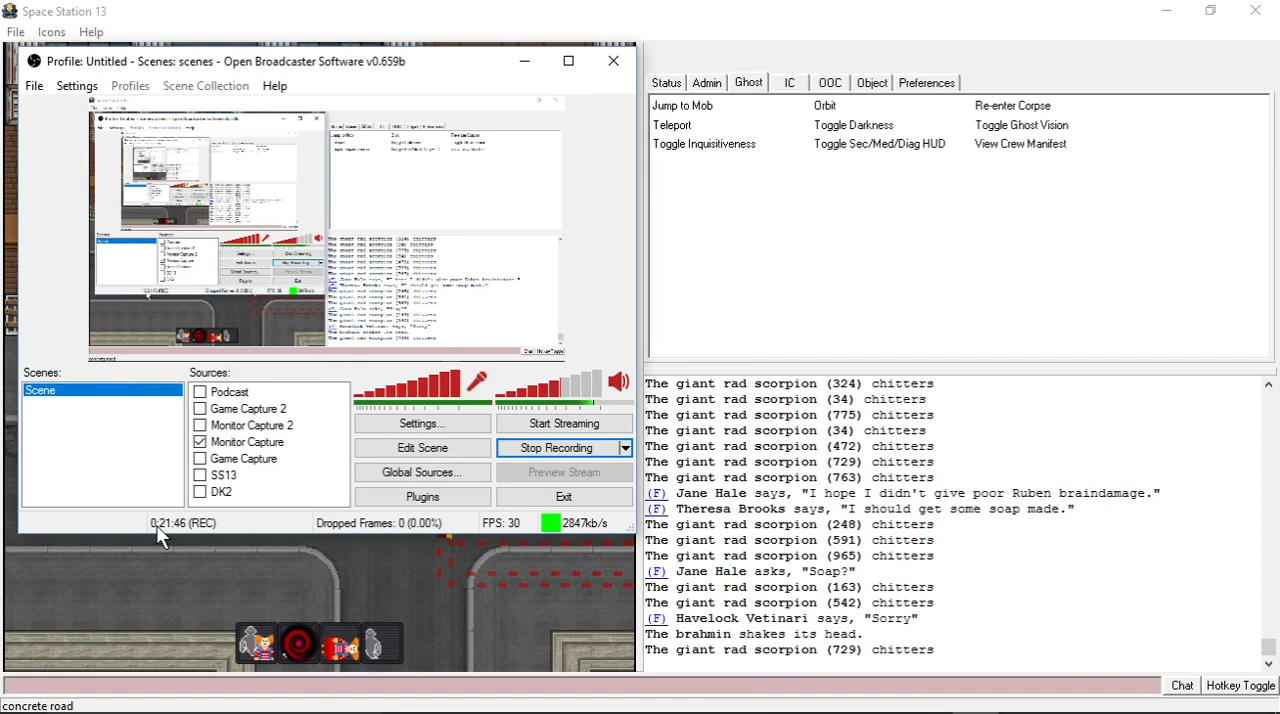 Space Station 13
File Icons Help
Profile: Untitled - Scenes: scenes - Open Broadcaster Software v0.659b
File Settings Profiles Scene Collection Help
Scenes:
Scene
Sources:
Podcast
Game Capture 2
Monitor Capture 2
Monitor Capture
Game Capture
SS13
DK2
Settings...
Start Streaming
Edit Scene
Stop Recording
Global Sources...
Preview Stream
Plugins
Exit
0:21:46 (REC)
Dropped Frames: 0 (0.00%)
FPS: 30
2847kb/s
Status Admin Ghost IC OOC Object Preferences
Jump to Mob Orbit Re-enter Corpse
Teleport Toggle Darkness Toggle Ghost Vision
Toggle Inquisitiveness Toggle Sec/Med/Diag HUD View Crew Manifest
The giant rad scorpion (324) chitters
The giant rad scorpion (34) chitters
The giant rad scorpion (775) chitters
The giant rad scorpion (34) chitters
The giant rad scorpion (472) chitters
The giant rad scorpion (729) chitters
The giant rad scorpion (763) chitters
(F) Jane Hale says, "I hope I didn't give poor Ruben braindamage."
(F) Theresa Brooks says, "I should get some soap made."
The giant rad scorpion (248) chitters
The giant rad scorpion (591) chitters
The giant rad scorpion (965) chitters
(F) Jane Hale asks, "Soap?"
The giant rad scorpion (163) chitters
The giant rad scorpion (542) chitters
(F) Havelock Vetinari says, "Sorry"
The brahmin shakes its head.
The giant rad scorpion (729) chitters
Chat Hotkey Toggle
concrete road